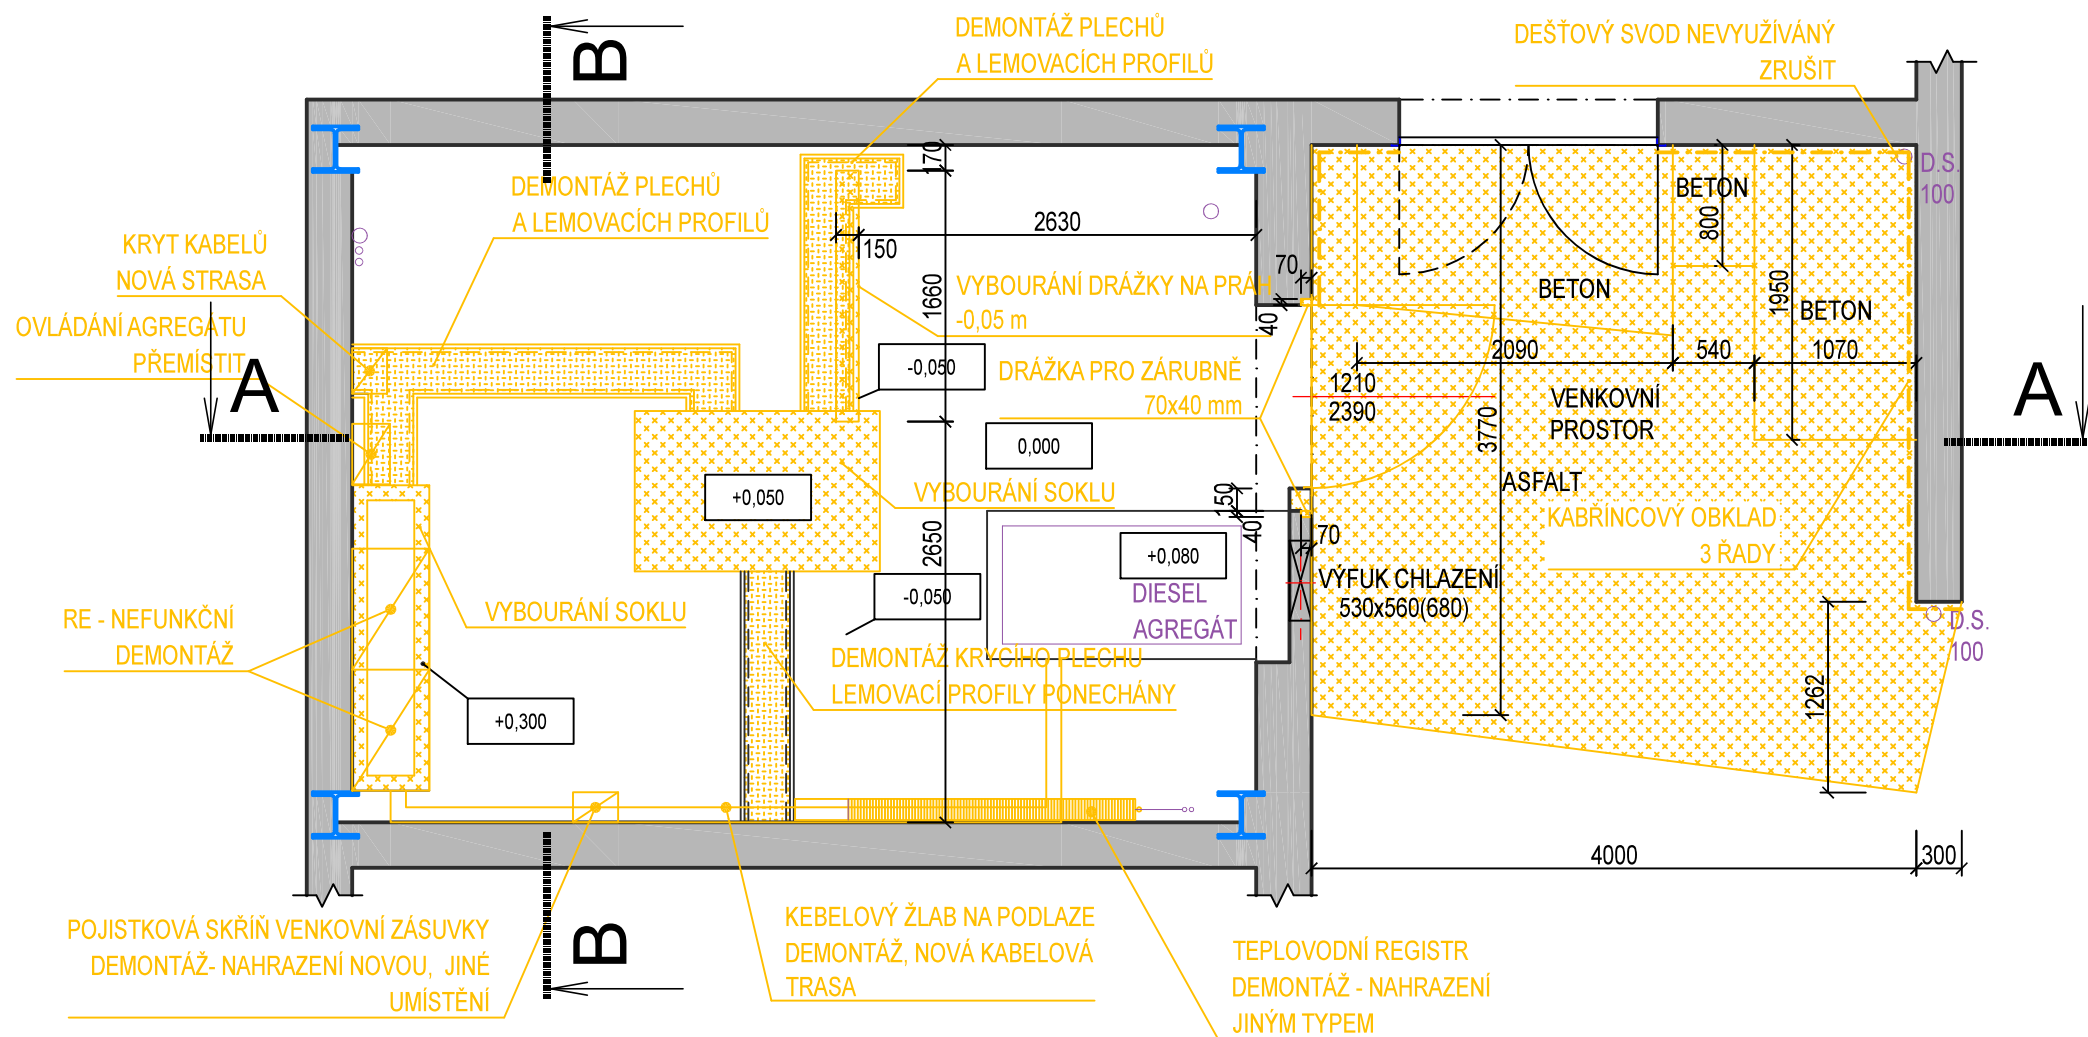 B
DEMONTÁŽ PLECHŮ
A LEMOVACÍCH PROFILŮ
DEŠŤOVÝ SVOD NEVYUŽÍVÁNÝ
ZRUŠIT
170
D.S.
100
DEMONTÁŽ PLECHŮ
A LEMOVACÍCH PROFILŮ
BETON
800
2630
150
KRYT KABELŮ
NOVÁ STRASA
70
1660
VYBOURÁNÍ DRÁŽKY NA PRÁH
-0,05 m
40
BETON
1950
BETON
OVLÁDÁNÍ AGREGÁTU
PŘEMÍSTIT
A
-0,050
DRÁŽKA PRO ZÁRUBNĚ
70x40 mm
2090
540
1070
1210
2390
3770
VENKOVNÍ
PROSTOR
A
0,000
+0,050
VYBOURÁNÍ SOKLU
150
40
ASFALT
KABŘINCOVÝ OBKLAD
3 ŘADY
2650
+0,080
70
-0,050
DIESEL
AGREGÁT
VÝFUK CHLAZENÍ
530x560(680)
RE - NEFUNKČNÍ
DEMONTÁŽ
VYBOURÁNÍ SOKLU
D.S.
100
DEMONTÁŽ KRYCÍHO PLECHU
LEMOVACÍ PROFILY PONECHÁNY
1262
+0,300
4000
300
B
POJISTKOVÁ SKŘÍŇ VENKOVNÍ ZÁSUVKY
DEMONTÁŽ- NAHRAZENÍ NOVOU, JINÉ
UMÍSTĚNÍ
KEBELOVÝ ŽLAB NA PODLAZE
DEMONTÁŽ, NOVÁ KABELOVÁ
TRASA
TEPLOVODNÍ REGISTR
DEMONTÁŽ - NAHRAZENÍ
JINÝM TYPEM